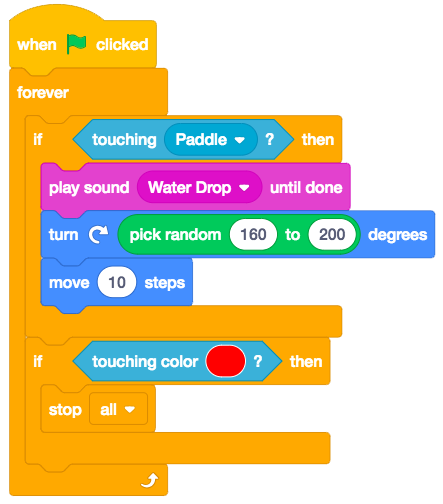 when clicked
forever
if touching Paddle ? then
play sound Water Drop until done
turn pick random 160 to 200 degrees
move 10 steps
if touching color ? then
stop all